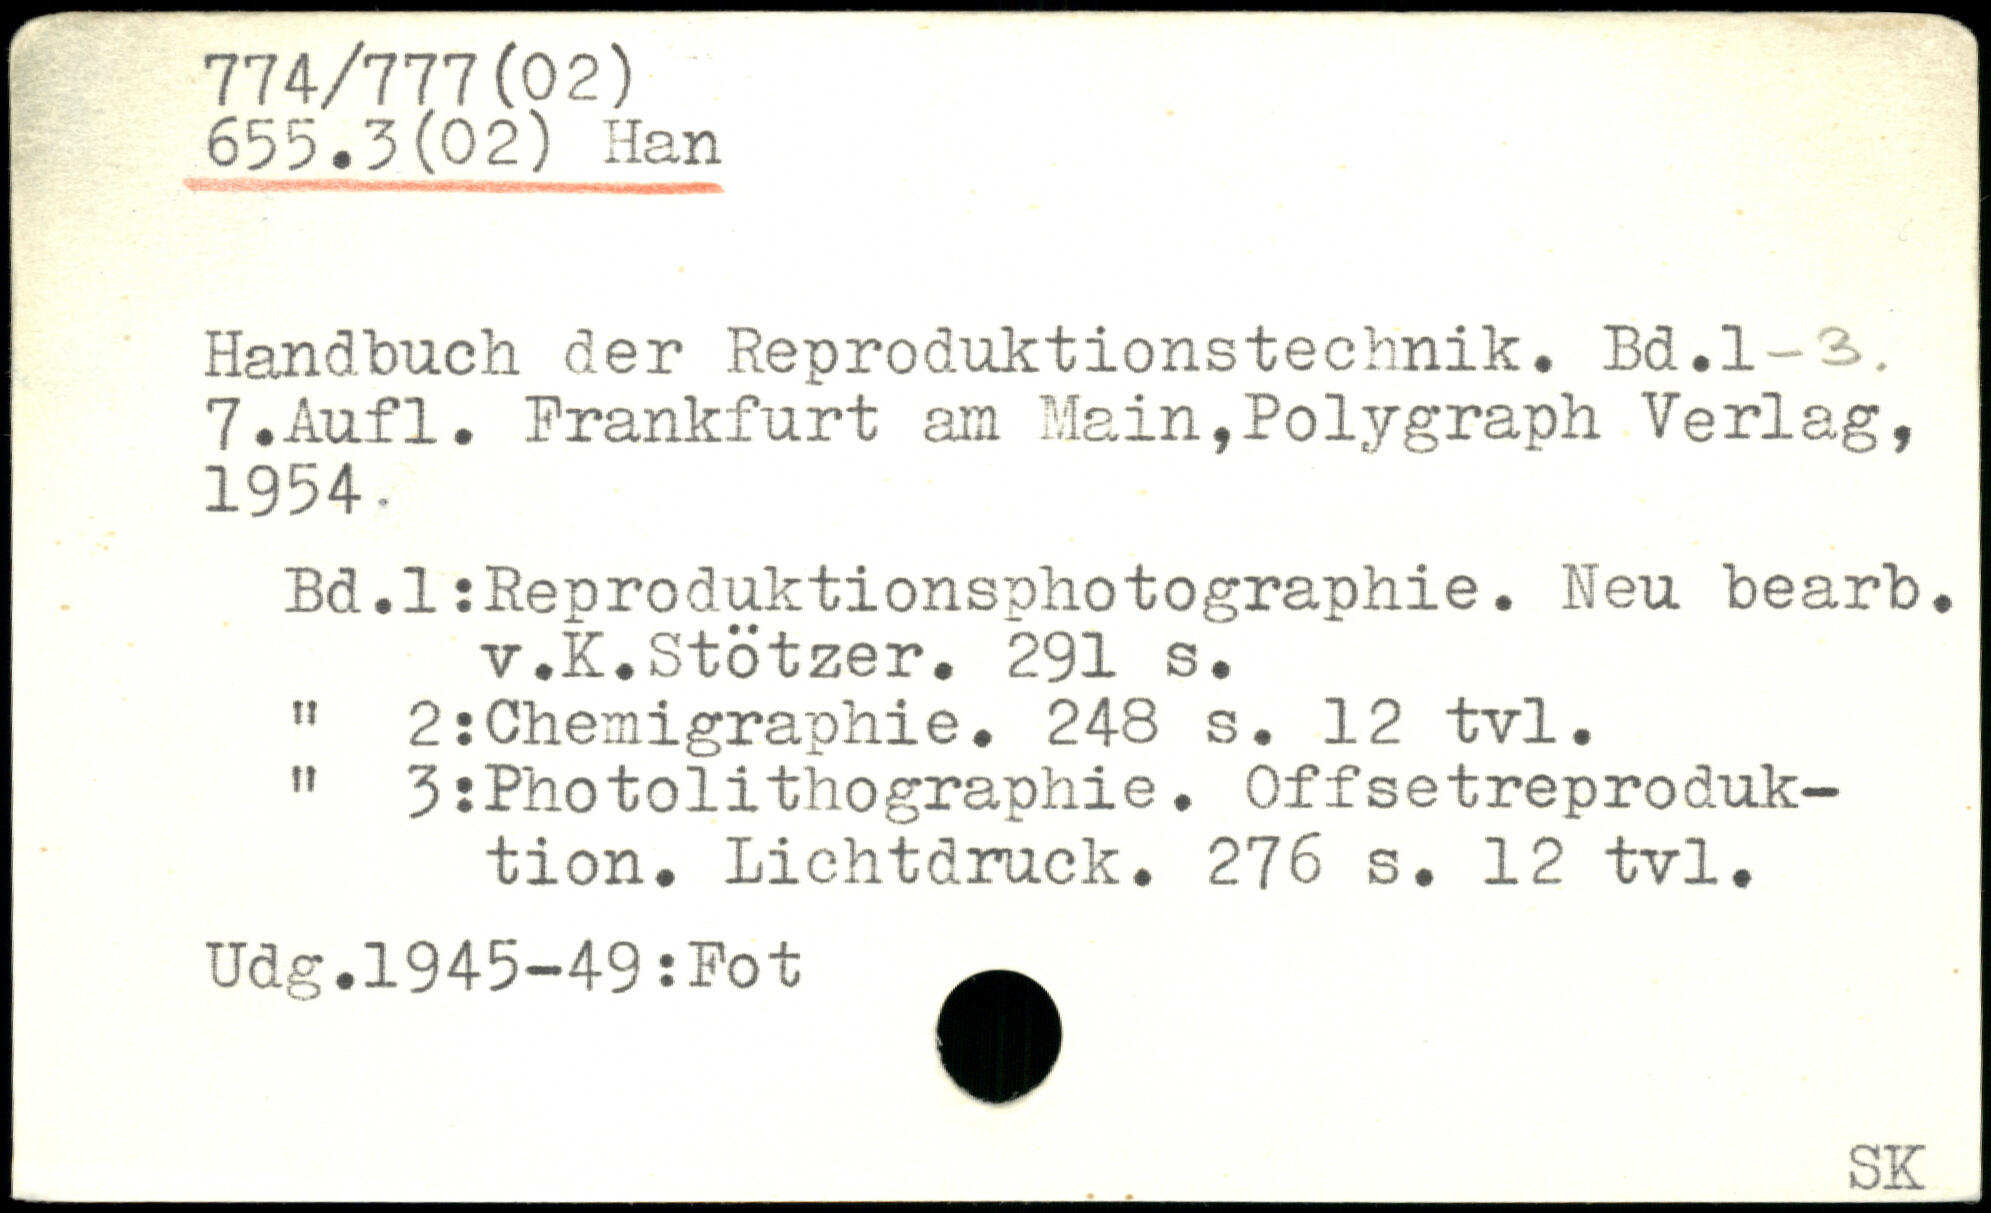 774/777(02)
655.3(02) Han
Handbuch der Reproduktionstechnik. Bd.1-3.
7.Aufl. Frankfurt am Main,Polygraph Verlag,
1954.
Bd.1:Reproduktionsphotographie. Neu bearb.
v.K.Stötzer. 291 s.
" 2:Chemigraphie. 248 s. 12 tvl.
" 3:Photolithographie. Offsetreproduk-
tion. Lichtdruck. 276 s. 12 tvl.
Udg.1945-49:Fot
SK